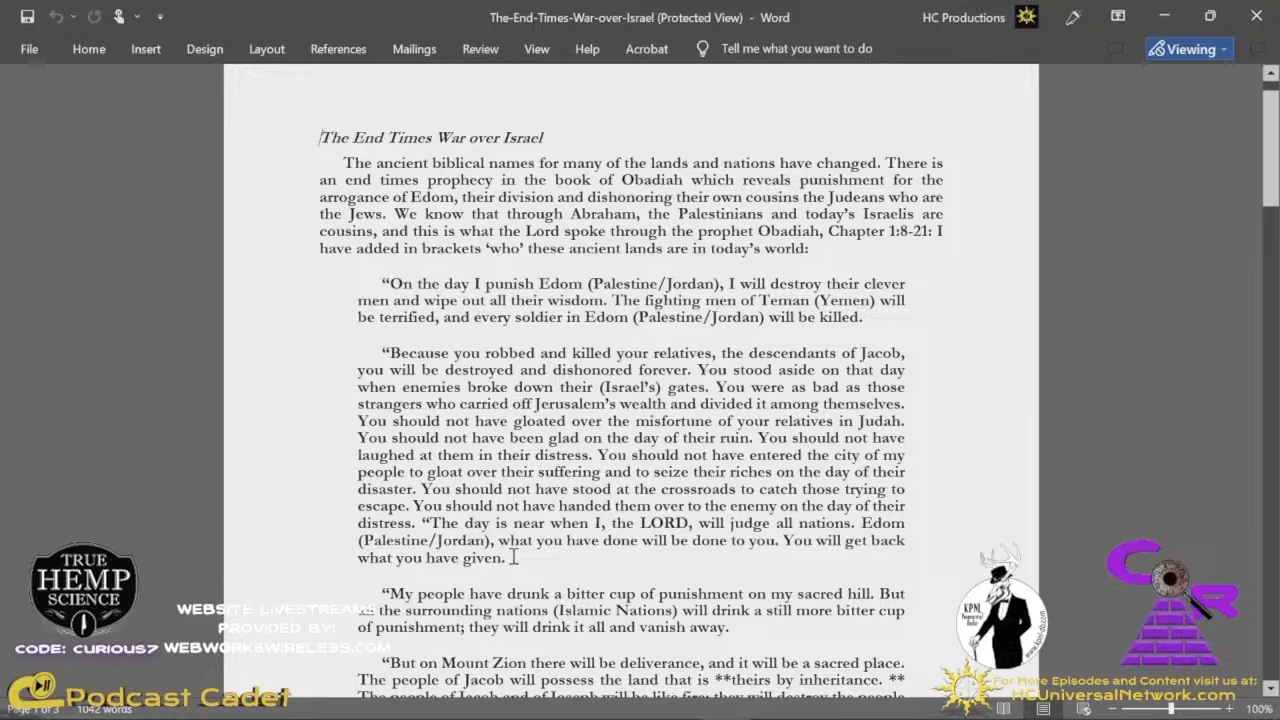 The-End-Times-War-over-Israel (Protected View) - Word
HC Productions
File Home Insert Design Layout References Mailings Review View Help Acrobat Tell me what you want to do
Viewing
The End Times War over Israel
The ancient biblical names for many of the lands and nations have changed. There is
an end times prophecy in the book of Obadiah which reveals punishment for the
arrogance of Edom, their division and dishonoring their own cousins the Judeans who are
the Jews. We know that through Abraham, the Palestinians and today's Israelis are
cousins, and this is what the Lord spoke through the prophet Obadiah, Chapter 1:8-21: I
have added in brackets 'who' these ancient lands are in today's world:
"On the day I punish Edom (Palestine/Jordan), I will destroy their clever
men and wipe out all their wisdom. The fighting men of Teman (Yemen) will
be terrified, and every soldier in Edom (Palestine/Jordan) will be killed.
"Because you robbed and killed your relatives, the descendants of Jacob,
you will be destroyed and dishonored forever. You stood aside on that day
when enemies broke down their (Israel's) gates. You were as bad as those
strangers who carried off Jerusalem's wealth and divided it among themselves.
You should not have gloated over the misfortune of your relatives in Judah.
You should not have been glad on the day of their ruin. You should not have
laughed at them in their distress. You should not have entered the city of my
people to gloat over their suffering and to seize their riches on the day of their
disaster. You should not have stood at the crossroads to catch those trying to
escape. You should not have handed them over to the enemy on the day of their
distress. "The day is near when I, the LORD, will judge all nations. Edom
(Palestine/Jordan), what you have done will be done to you. You will get back
what you have given.
"My people have drunk a bitter cup of punishment on my sacred hill. But
the surrounding nations (Islamic Nations) will drink a still more bitter cup
of punishment; they will drink it all and vanish away.
"But on Mount Zion there will be deliverance, and it will be a sacred place.
The people of Jacob will possess the land that is **theirs by inheritance. **
The people of Jacob and of Joseph will be like fire; they will destroy the people
TRUE
HEMP
SCIENCE
CODE: CURIOUS7
WEBSITE LIVESTREAMS
PROVIDED BY:
WEBWORKSWIRELESS.COM
Podcast Cadet
KPNL
C R
For More Episodes and Content visit us at:
HCUniversalNetwork.com
Page 1 of 3 1042 words
100%